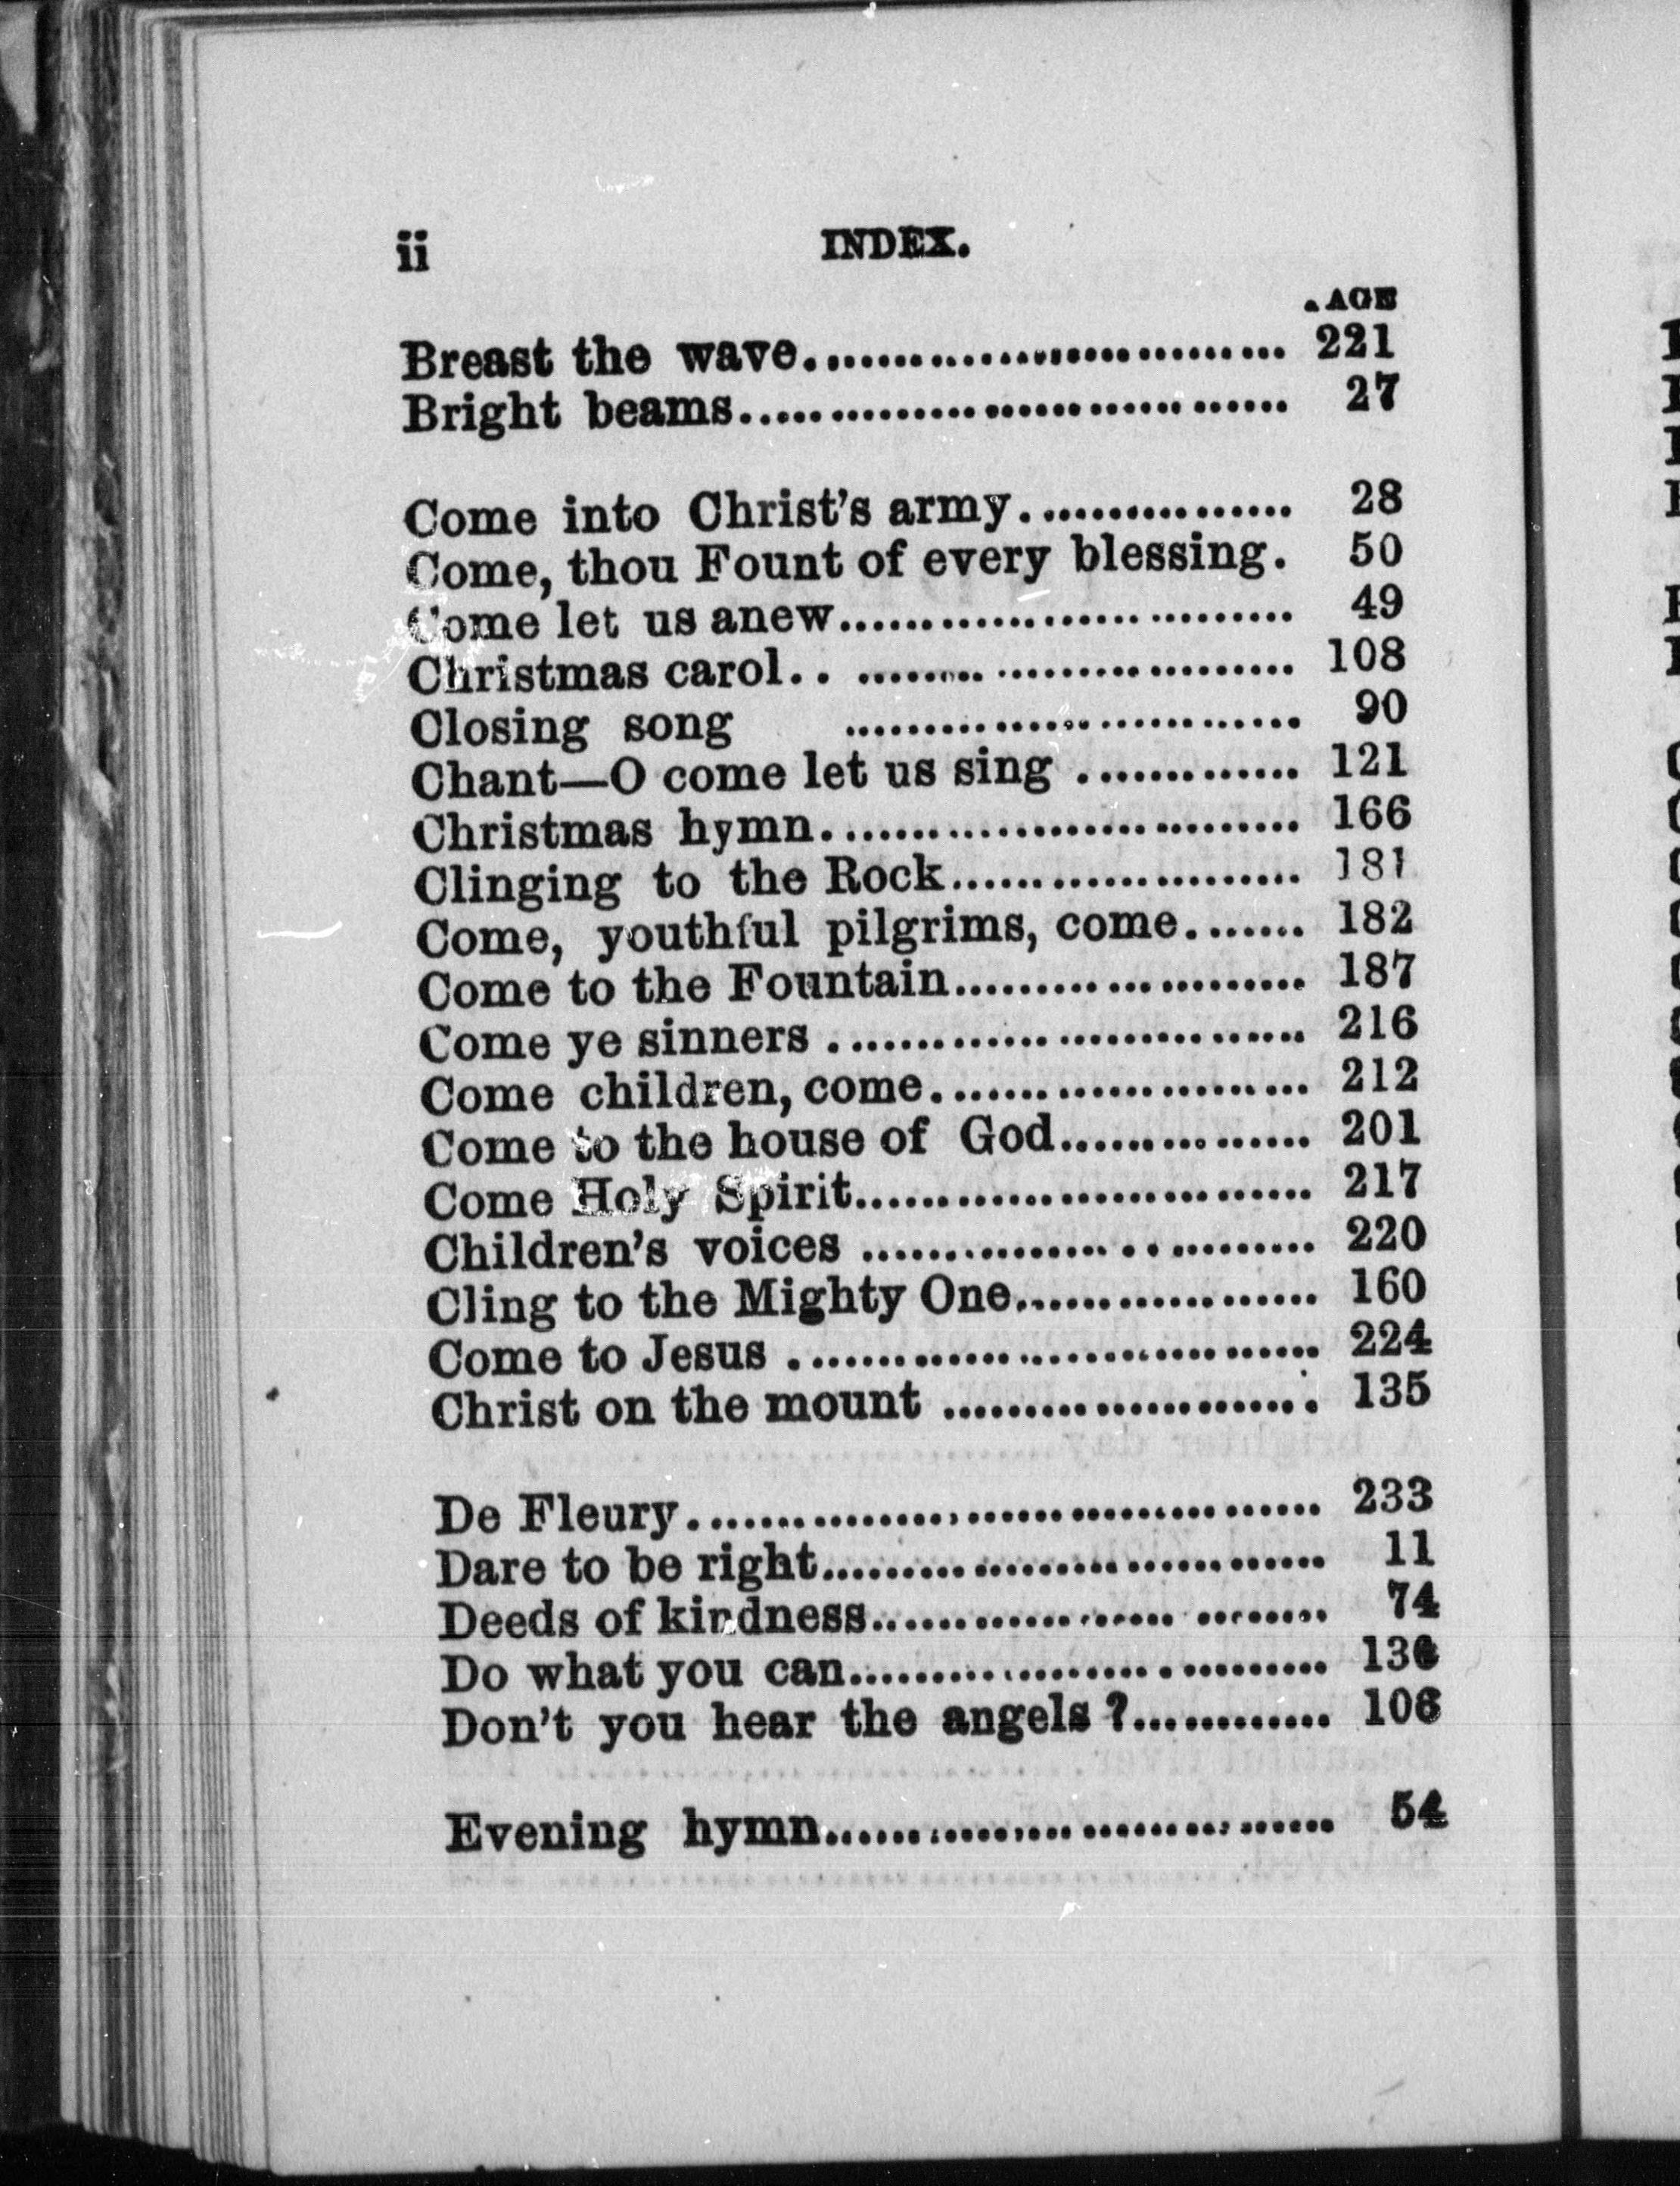 ii INDEX.
.AGE
Breast the wave.................................. 221
Bright beams...................................... 27
Come into Christ's army................... 28
Come, thou Fount of every blessing. 50
Come let us anew................................ 49
Christmas carol.. ............................... 108
Closing song ................................ 90
Chant—O come let us sing ............. 121
Christmas hymn................................. 166
Clinging to the Rock......................... 181
Come, youthful pilgrims, come....... 182
Come to the Fountain........................ 187
Come ye sinners ................................. 216
Come children, come.......................... 212
Come to the house of God................ 201
Come Holy Spirit............................... 217
Children's voices ............................... 220
Cling to the Mighty One.................... 160
Come to Jesus ..................................... 224
Christ on the mount .......................... 135
De Fleury............................................. 233
Dare to be right.................................. 11
Deeds of kindness............................... 74
Do what you can.................................
Don't you hear the angels ?............. 106
Evening hymn.................................... 54